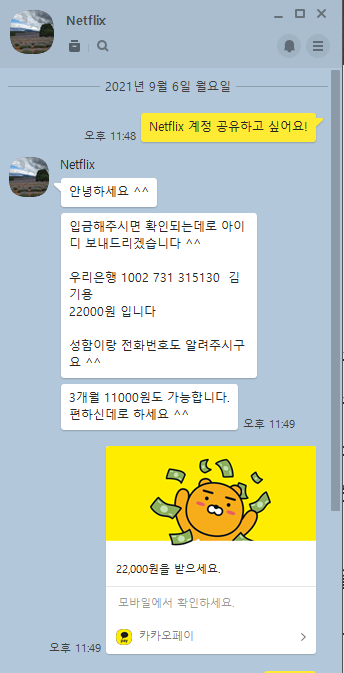 Netflix
2021년 9월 6일 월요일
Netflix 계정 공유하고 싶어요!
오후 11:48
Netflix
안녕하세요 ^^
입금해주시면 확인되는데로 아이
디 보내드리겠습니다 ^^
우리은행 1002 731 315130 김
기용
22000원 입니다
성함이랑 전화번호도 알려주시구
요 ^^
3개월 11000원도 가능합니다.
편하신데로 하세요 ^^
오후 11:49
22,000원을 받으세요.
모바일에서 확인하세요.
pay
카카오페이
오후 11:49